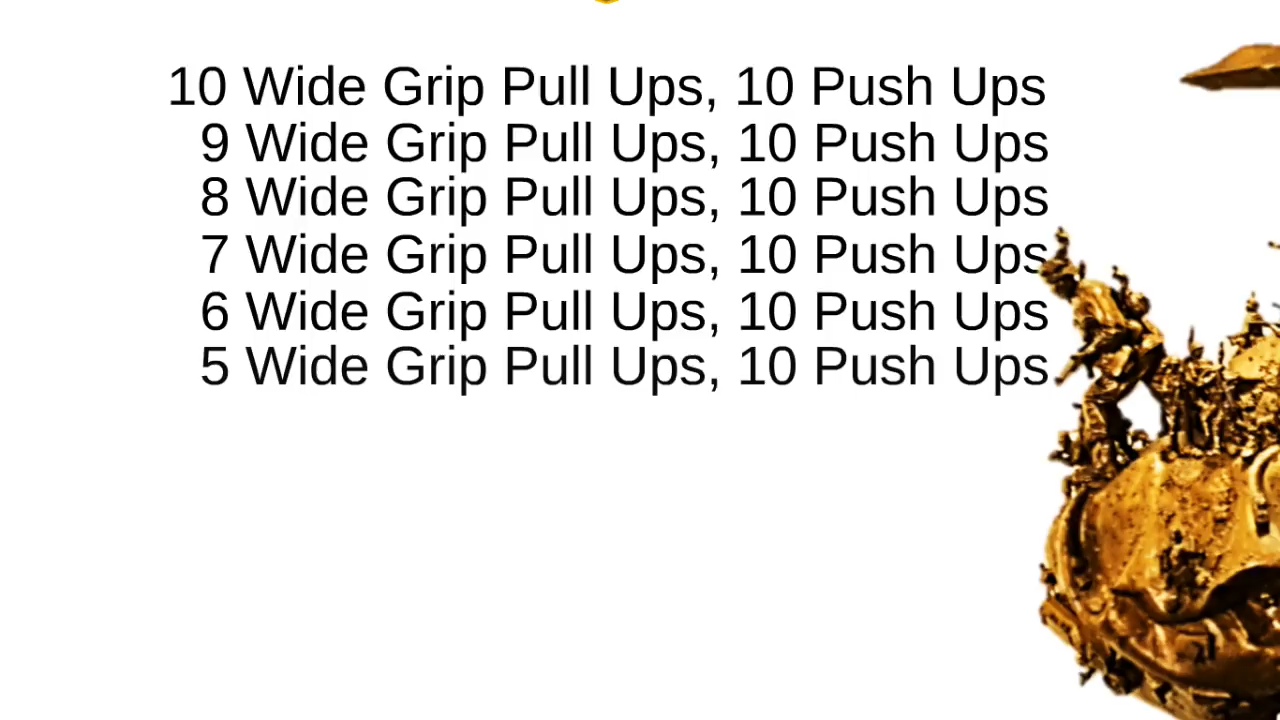 10 Wide Grip Pull Ups, 10 Push Ups
9 Wide Grip Pull Ups, 10 Push Ups
8 Wide Grip Pull Ups, 10 Push Ups
7 Wide Grip Pull Ups, 10 Push Ups
6 Wide Grip Pull Ups, 10 Push Ups
5 Wide Grip Pull Ups, 10 Push Ups